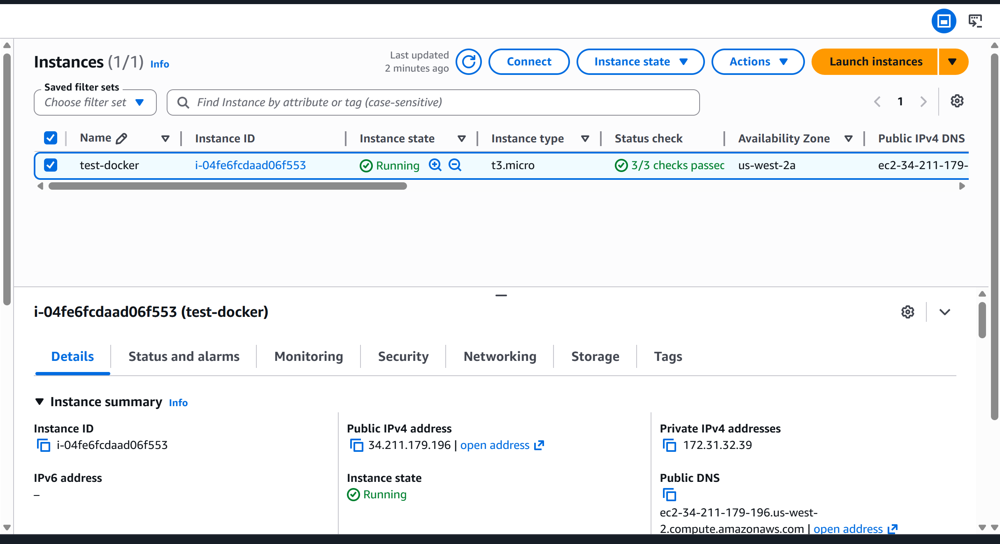 Instances (1/1) Info
Last updated
2 minutes ago
Connect
Instance state
Actions
Launch instances
Saved filter sets
Choose filter set
Find Instance by attribute or tag (case-sensitive)
1
Name Instance ID Instance state Instance type Status check Availability Zone Public IPv4 DNS
test-docker i-04fe6fcdaad06f553 Running t3.micro 3/3 checks passed us-west-2a ec2-34-211-179-
i-04fe6fcdaad06f553 (test-docker)
Details Status and alarms Monitoring Security Networking Storage Tags
Instance summary Info
Instance ID
i-04fe6fcdaad06f553
Public IPv4 address
34.211.179.196 | open address
Private IPv4 addresses
172.31.32.39
IPv6 address
–
Instance state
Running
Public DNS
ec2-34-211-179-196.us-west-
2.compute.amazonaws.com | open address